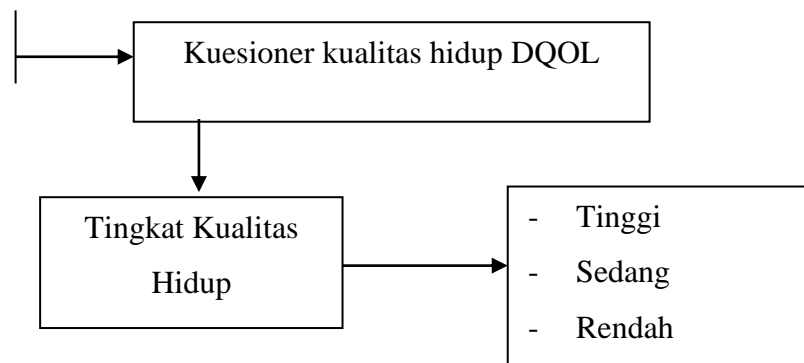 Kuesioner kualitas hidup DQOL
Tingkat Kualitas
Hidup
- Tinggi
- Sedang
- Rendah